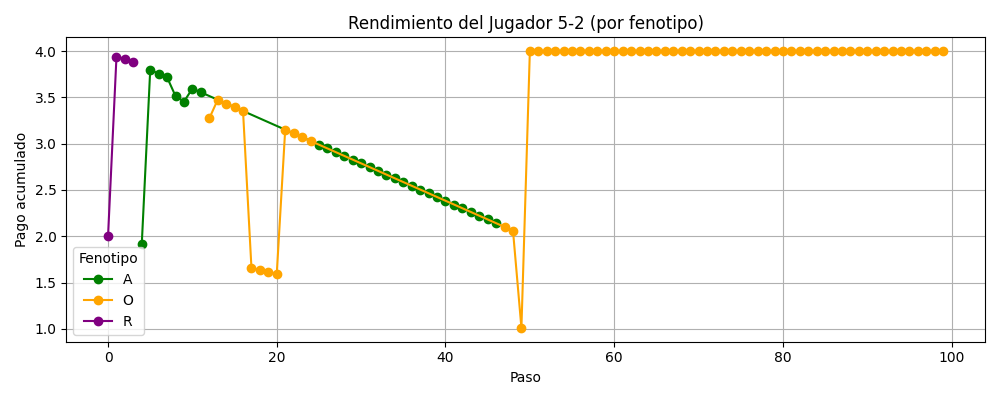 Rendimiento del Jugador 5-2 (por fenotipo)
Pago acumulado
4.0
3.5
3.0
2.5
2.0
1.5
1.0
Fenotipo
A
O
R
0 20 40 60 80 100
Paso